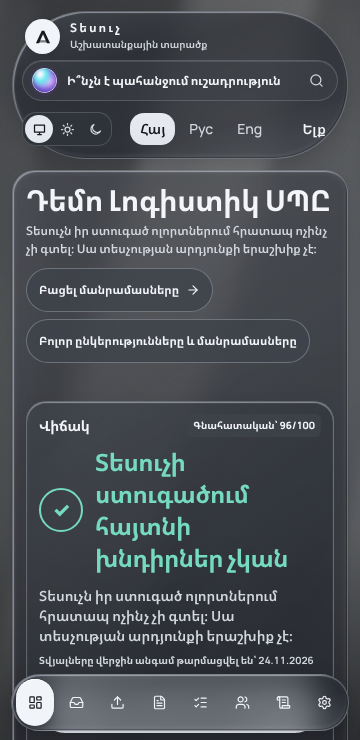 Տեսուչ
Աշխատանքային տարածք
Ի՞նչն է պահանջում ուշադրություն
Հայ Рус Eng Ելք
Դեմո Լոգիստիկ ՍՊԸ
Տեսուչն իր ստուգած ոլորտներում հրատապ ոչինչ
չի գտել: Սա տեսչության արդյունքի երաշխիք չէ:
Բացել մանրամասները →
Բոլոր ընկերությունները և մանրամասները
Վիճակ
Գնահատական՝ 96/100
Տեսուչի
ստուգածում
հայտնի
խնդիրներ չկան
Տեսուչն իր ստուգած ոլորտներում
հրատապ ոչինչ չի գտել: Սա
տեսչության արդյունքի երաշխիք չէ:
Տվյալները վերջին անգամ թարմացվել են՝ 24.11.2026